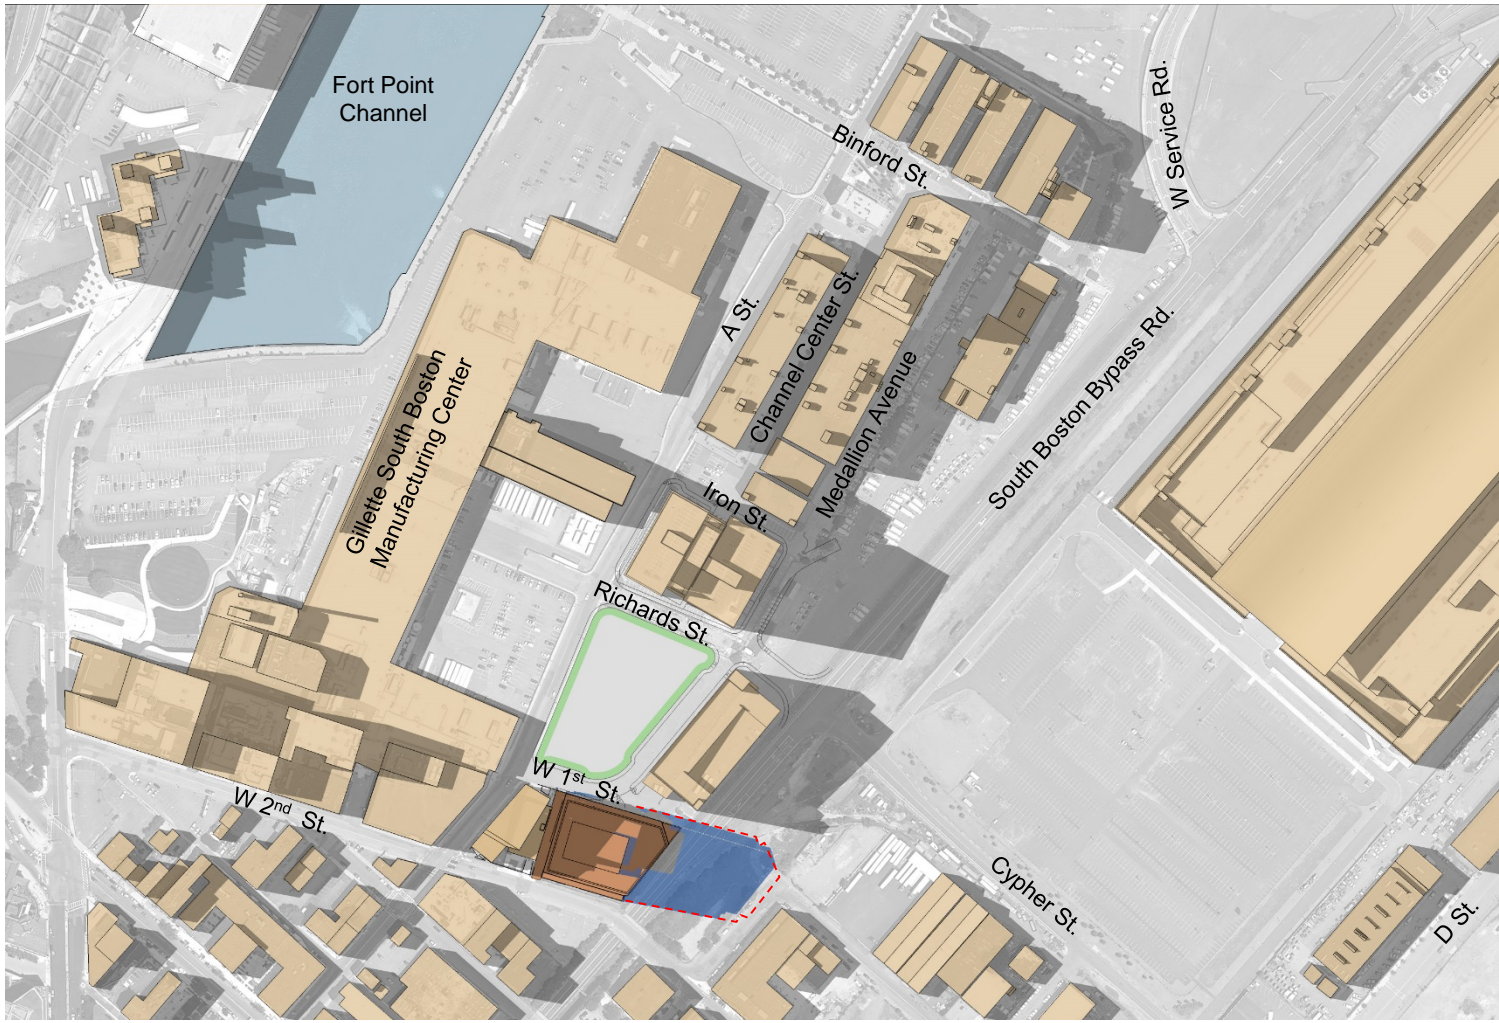 Fort Point
Channel
Binford St.
W Service Rd.
A St.
Channel Center St.
Medallion Avenue
South Boston Bypass Rd.
Gillette South Boston
Manufacturing Center
Iron St.
Richards St.
W 1st St.
W 2nd St.
Cypher St.
D St.